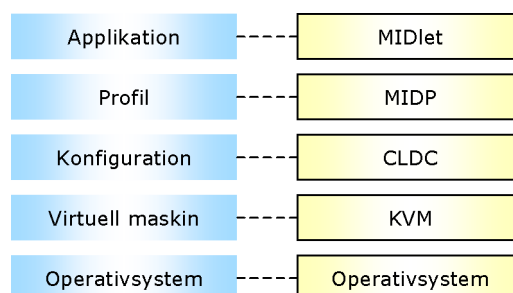 Applikation
MIDlet
Profil
MIDP
Konfiguration
CLDC
Virtuell maskin
KVM
Operativsystem
Operativsystem